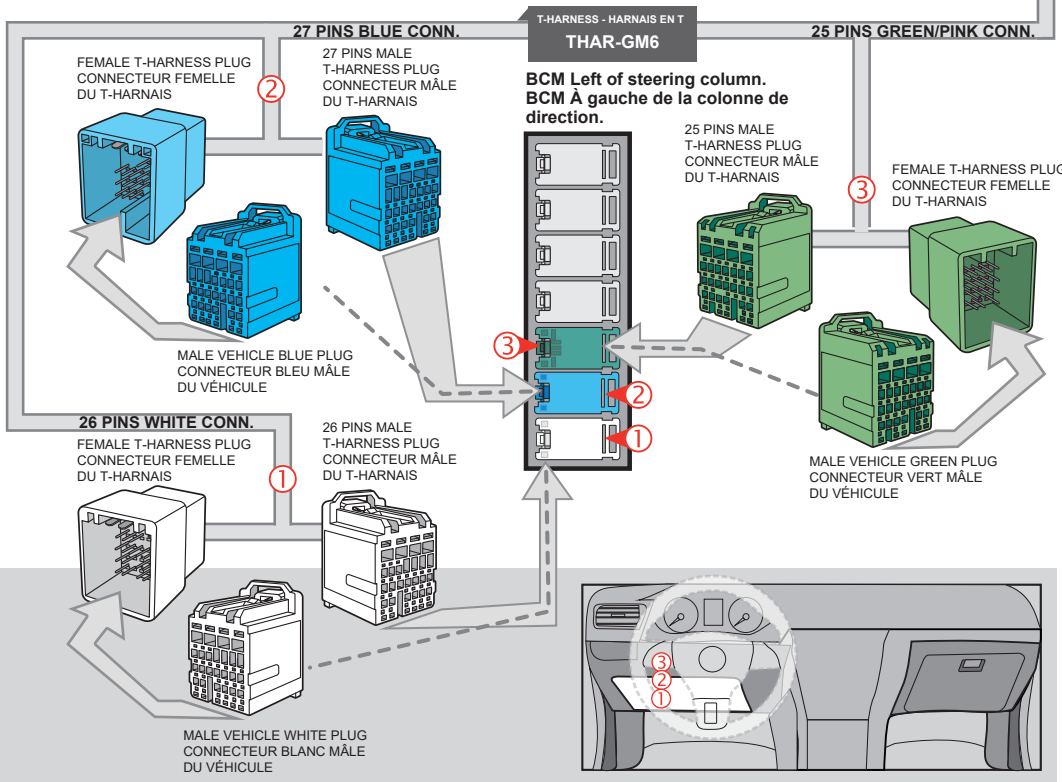 T-HARNESS - HARNAIS EN T
THAR-GM6
27 PINS BLUE CONN.
25 PINS GREEN/PINK CONN.
FEMALE T-HARNESS PLUG
CONNECTEUR FEMELLE
DU T-HARNAIS
2
27 PINS MALE
T-HARNESS PLUG
CONNECTEUR MÂLE
DU T-HARNAIS
BCM Left of steering column.
BCM À gauche de la colonne de
direction.
25 PINS MALE
T-HARNESS PLUG
CONNECTEUR MÂLE
DU T-HARNAIS
3
FEMALE T-HARNESS PLUG
CONNECTEUR FEMELLE
DU T-HARNAIS
MALE VEHICLE BLUE PLUG
CONNECTEUR BLEU MÂLE
DU VÉHICULE
3
2
1
26 PINS WHITE CONN.
FEMALE T-HARNESS PLUG
CONNECTEUR FEMELLE
DU T-HARNAIS
1
26 PINS MALE
T-HARNESS PLUG
CONNECTEUR MÂLE
DU T-HARNAIS
MALE VEHICLE GREEN PLUG
CONNECTEUR VERT MÂLE
DU VÉHICULE
MALE VEHICLE WHITE PLUG
CONNECTEUR BLANC MÂLE
DU VÉHICULE
3
2
1